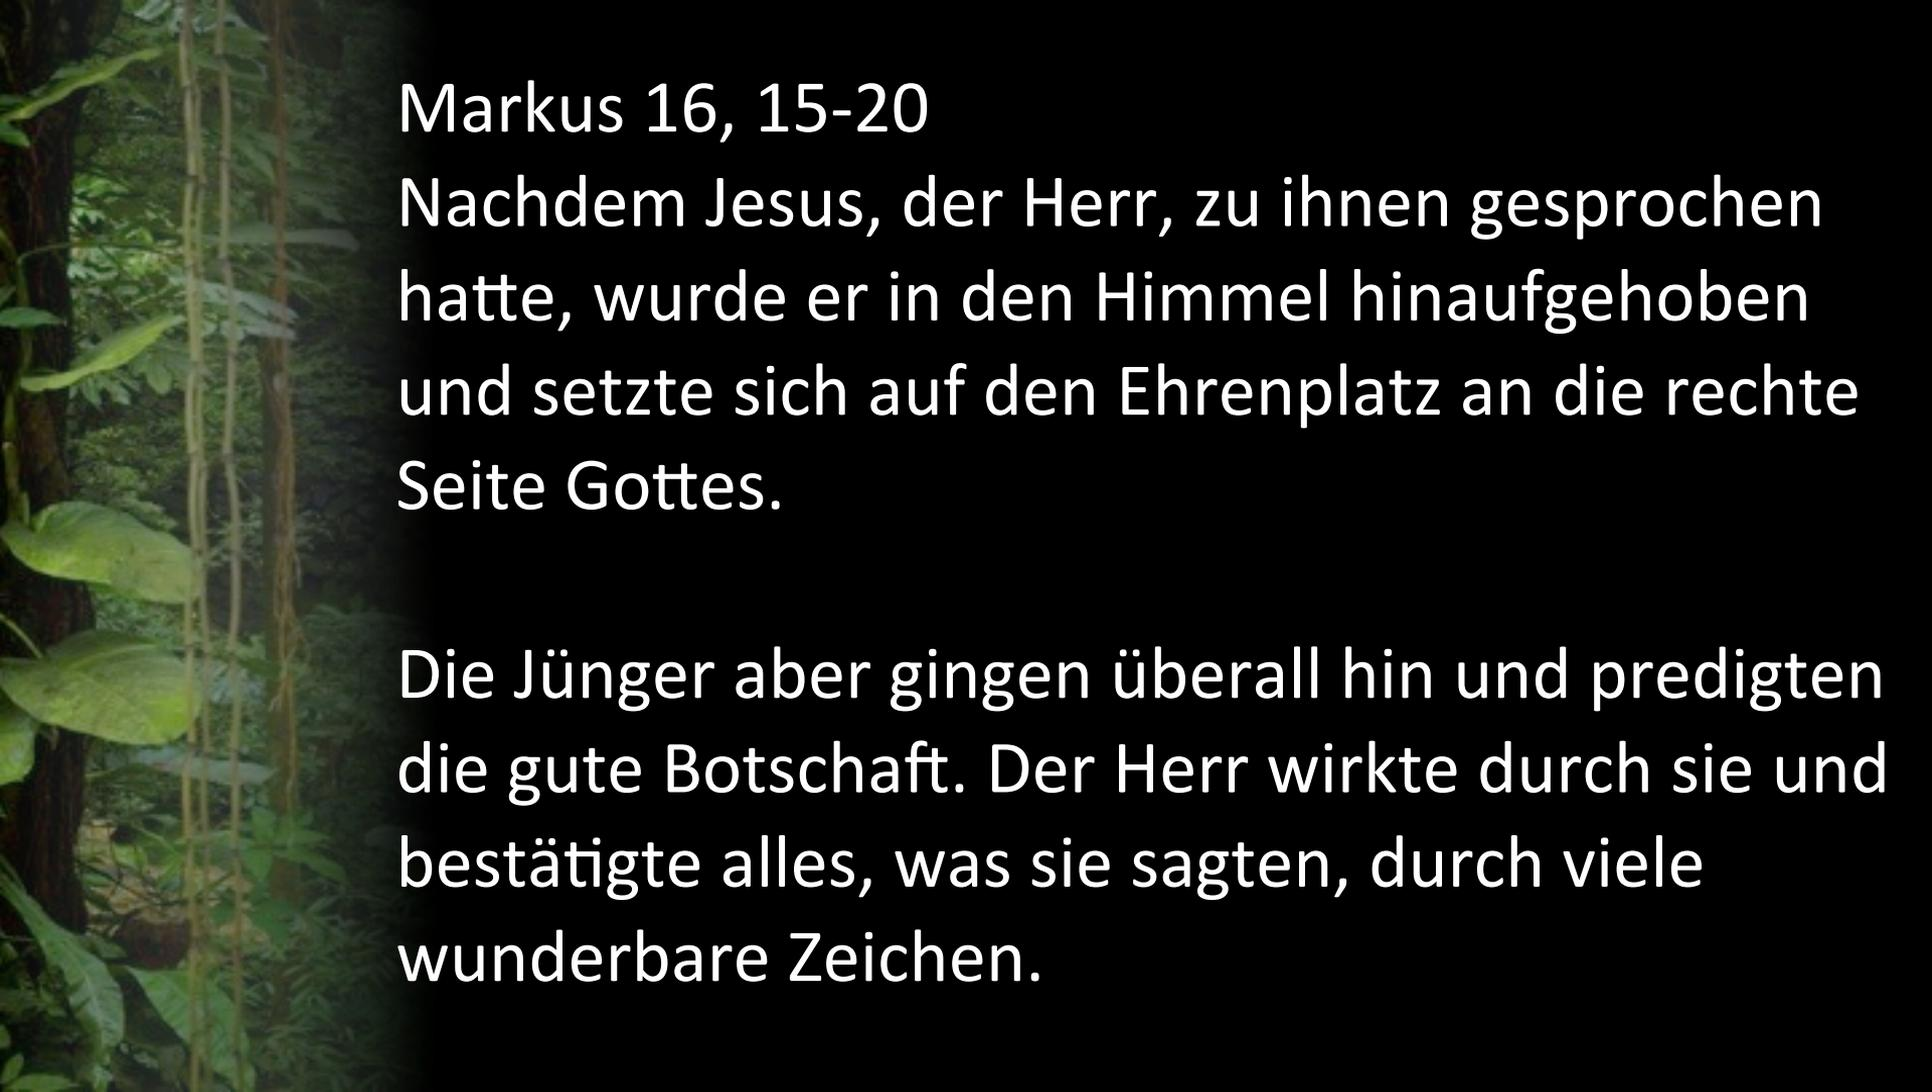 Markus 16, 15-20
Nachdem Jesus, der Herr, zu ihnen gesprochen
hatte, wurde er in den Himmel hinaufgehoben
und setzte sich auf den Ehrenplatz an die rechte
Seite Gottes.
Die Jünger aber gingen überall hin und predigten
die gute Botschaft. Der Herr wirkte durch sie und
bestätigte alles, was sie sagten, durch viele
wunderbare Zeichen.